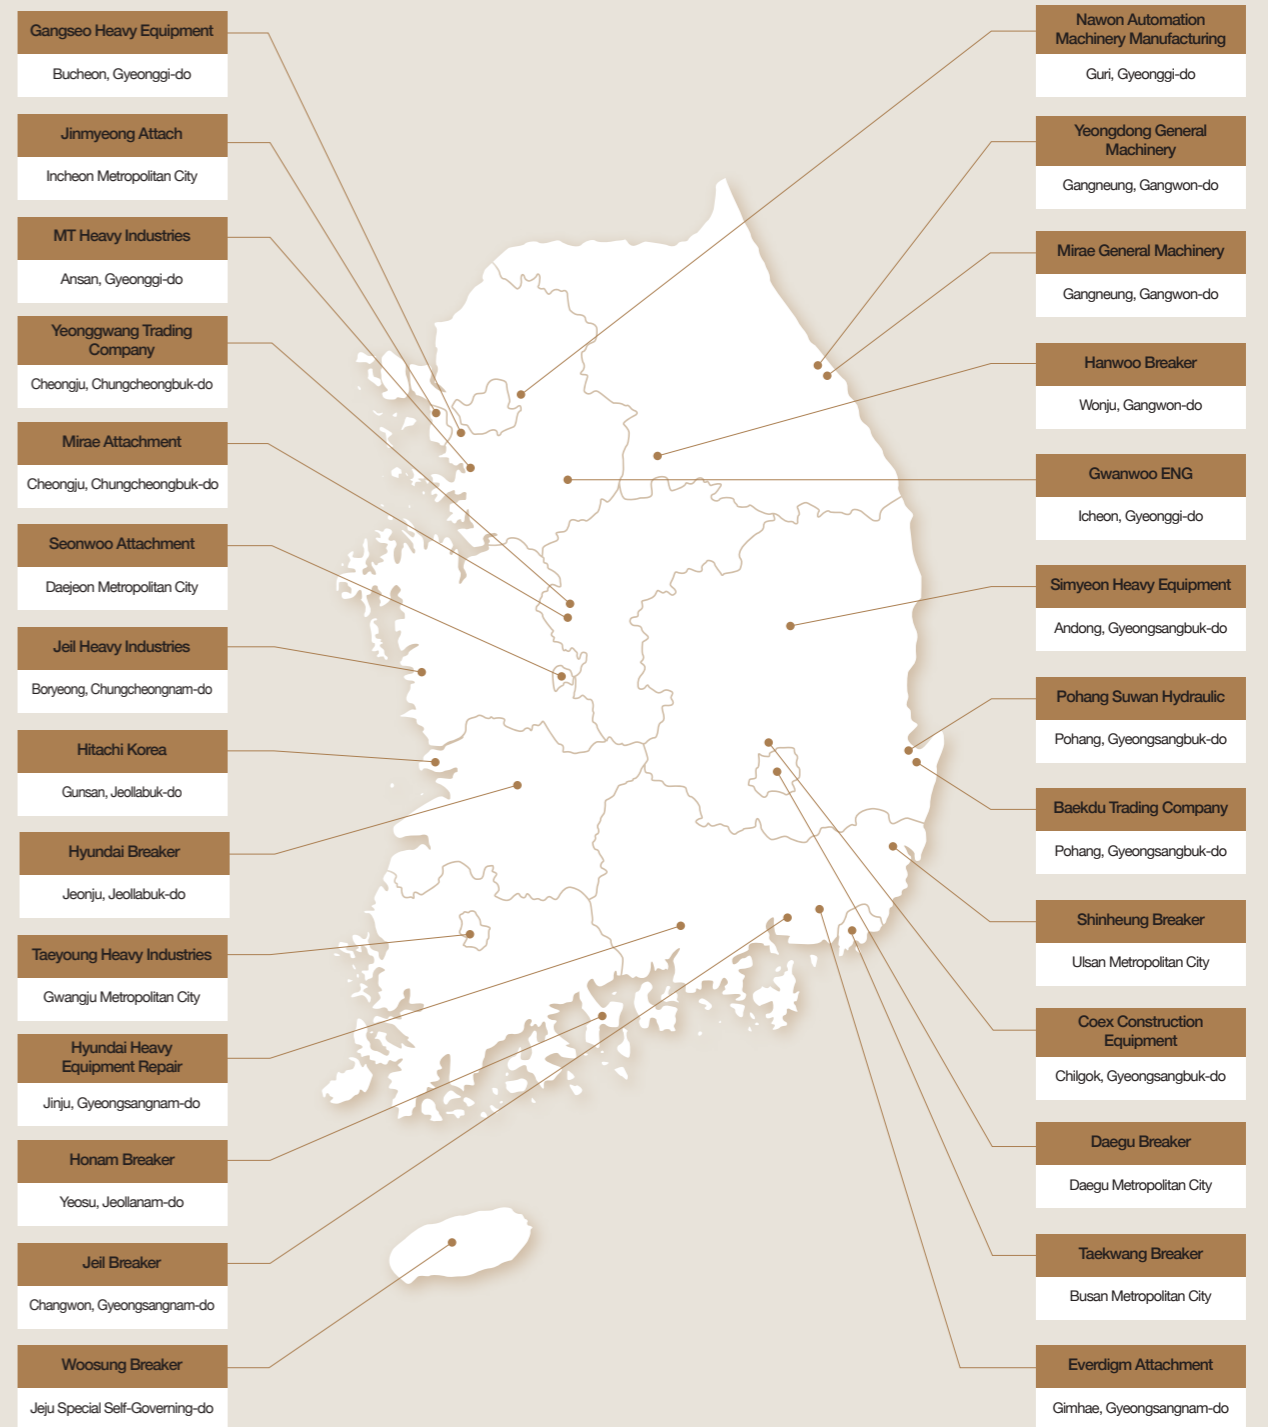 Gangseo Heavy Equipment
Bucheon, Gyeonggi-do
Jinmyeong Attach
Incheon Metropolitan City
MT Heavy Industries
Ansan, Gyeonggi-do
Yeonggwang Trading
Company
Cheongju, Chungcheongbuk-do
Mirae Attachment
Cheongju, Chungcheongbuk-do
Seonwoo Attachment
Daejeon Metropolitan City
Jeil Heavy Industries
Boryeong, Chungcheongnam-do
Hitachi Korea
Gunsan, Jeollabuk-do
Hyundai Breaker
Jeonju, Jeollabuk-do
Taeyoung Heavy Industries
Gwangju Metropolitan City
Hyundai Heavy
Equipment Repair
Jinju, Gyeongsangnam-do
Honam Breaker
Yeosu, Jeollanam-do
Jeil Breaker
Changwon, Gyeongsangnam-do
Woosung Breaker
Jeju Special Self-Governing-do
Nawon Automation
Machinery Manufacturing
Guri, Gyeonggi-do
Yeongdong General
Machinery
Gangneung, Gangwon-do
Mirae General Machinery
Gangneung, Gangwon-do
Hanwoo Breaker
Wonju, Gangwon-do
Gwanwoo ENG
Icheon, Gyeonggi-do
Simyeon Heavy Equipment
Andong, Gyeongsangbuk-do
Pohang Suwan Hydraulic
Pohang, Gyeongsangbuk-do
Baekdu Trading Company
Pohang, Gyeongsangbuk-do
Shinheung Breaker
Ulsan Metropolitan City
Coex Construction
Equipment
Chilgok, Gyeongsangbuk-do
Daegu Breaker
Daegu Metropolitan City
Taekwang Breaker
Busan Metropolitan City
Everdigm Attachment
Gimhae, Gyeongsangnam-do